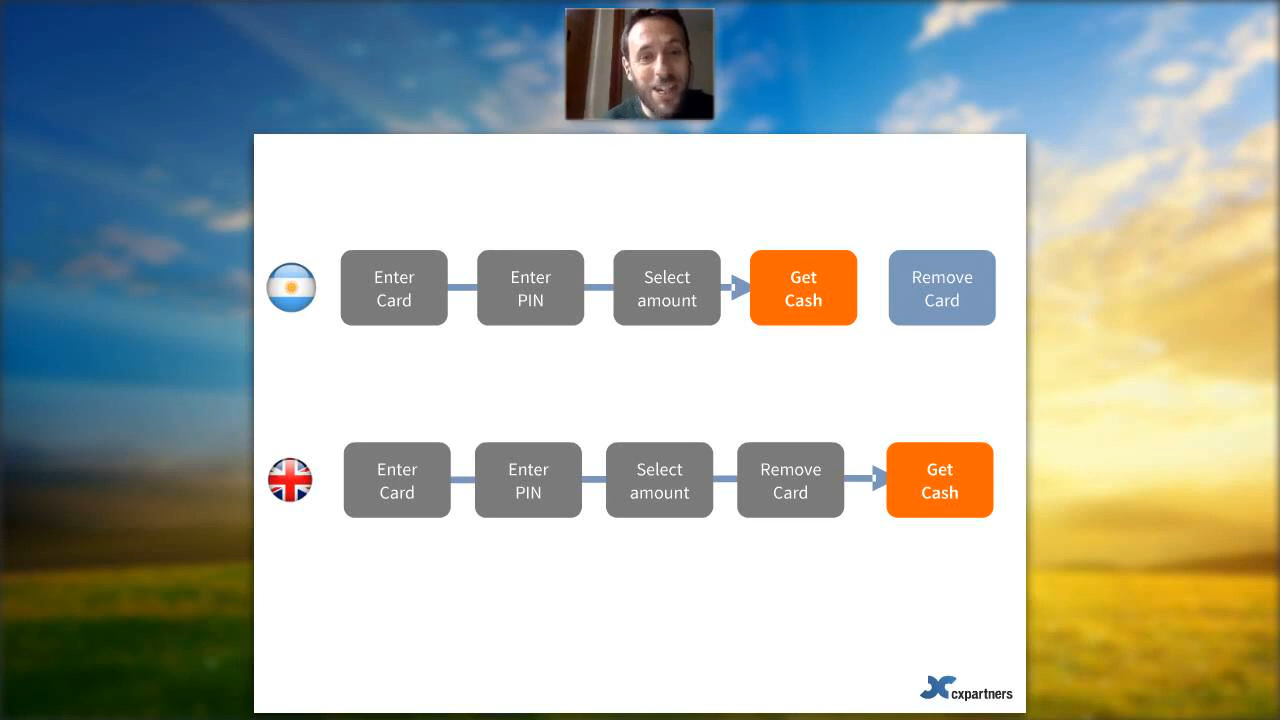 Enter
Card
Enter
PIN
Select
amount
Get
Cash
Remove
Card
Enter
Card
Enter
PIN
Select
amount
Remove
Card
Get
Cash
cxpartners